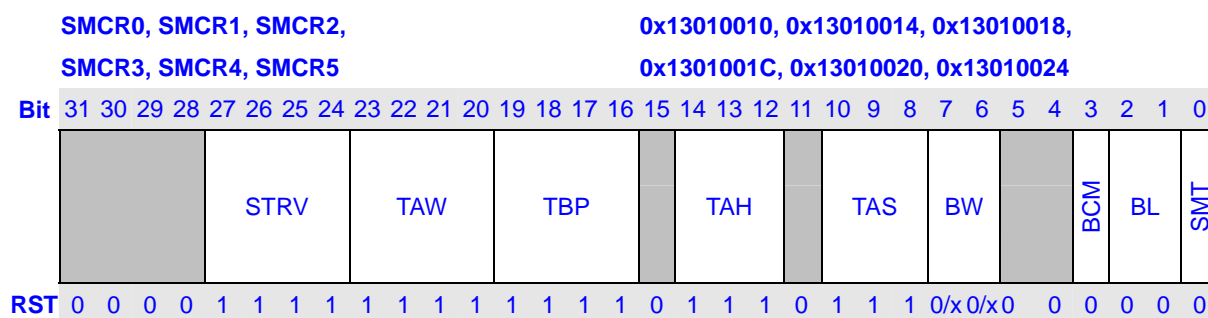 SMCR0, SMCR1, SMCR2, 0x13010010, 0x13010014, 0x13010018,
SMCR3, SMCR4, SMCR5 0x1301001C, 0x13010020, 0x13010024
Bit 31 30 29 28 27 26 25 24 23 22 21 20 19 18 17 16 15 14 13 12 11 10 9 8 7 6 5 4 3 2 1 0
STRV TAW TBP TAH TAS BW BCM BL SMT
RST 0 0 0 0 1 1 1 1 1 1 1 1 1 1 1 1 0 1 1 1 0 1 1 1 0/x 0/x 0 0 0 0 0 0